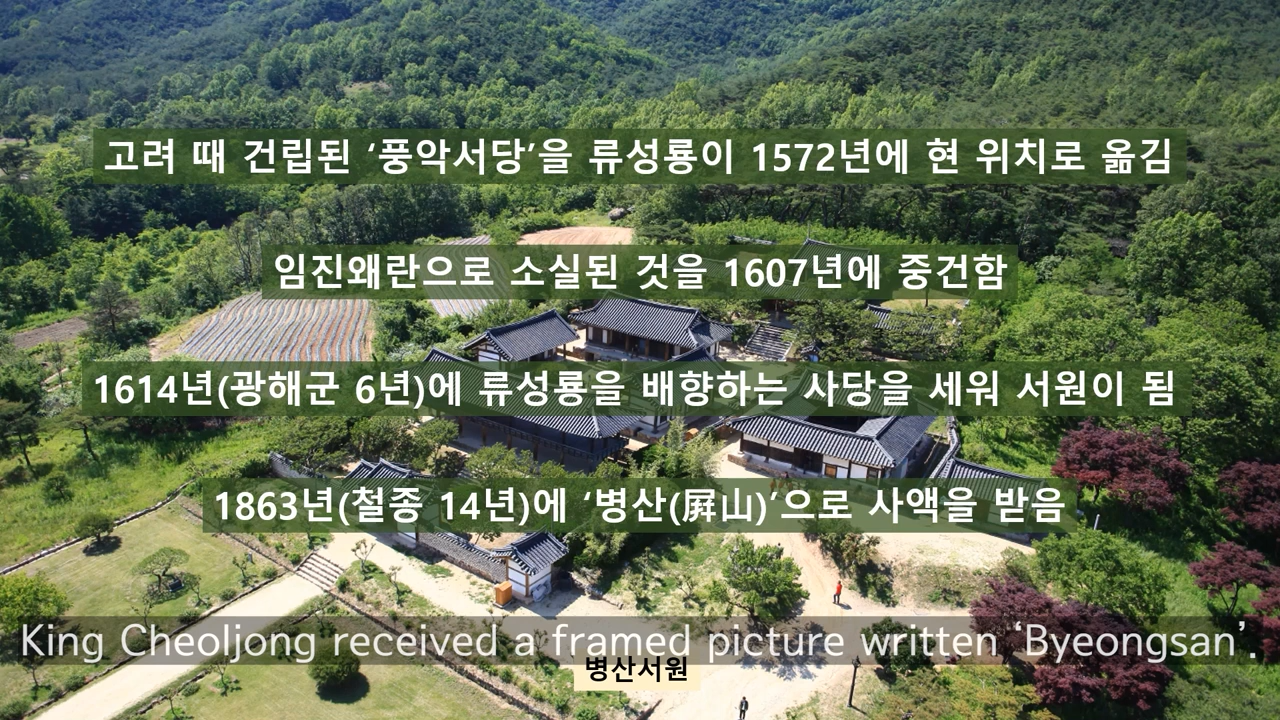 고려 때 건립된 ‘풍악서당’을 류성룡이 1572년에 현 위치로 옮김
임진왜란으로 소실된 것을 1607년에 중건함
1614년(광해군 6년)에 류성룡을 배향하는 사당을 세워 서원이 됨
1863년(철종 14년)에 ‘병산(屛山)’으로 사액을 받음
King Cheoljong received a framed picture written ‘Byeongsan’.
병산서원